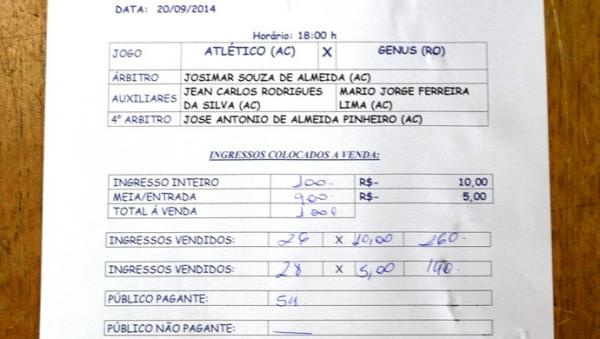 DATA: 20/09/2014
Horário: 18:00 h
JOGO ATLÉTICO (AC) X GENUS (RO)
ÁRBITRO JOSIMAR SOUZA DE ALMEIDA (AC)
AUXILIARES JEAN CARLOS RODRIGUES DA SILVA (AC) MARIO JORGE FERREIRA LIMA (AC)
4º ARBITRO JOSE ANTONIO DE ALMEIDA PINHEIRO (AC)
INGRESSOS COLOCADOS A VENDA:
INGRESSO INTEIRO 100 R$- 10,00
MEIA/ENTRADA 900 R$- 5,00
TOTAL Á VENDA 1000
INGRESSOS VENDIDOS: 26 X 10,00 260
INGRESSOS VENDIDOS: 28 X 5,00 140
PÚBLICO PAGANTE: 54
PÚBLICO NÃO PAGANTE: